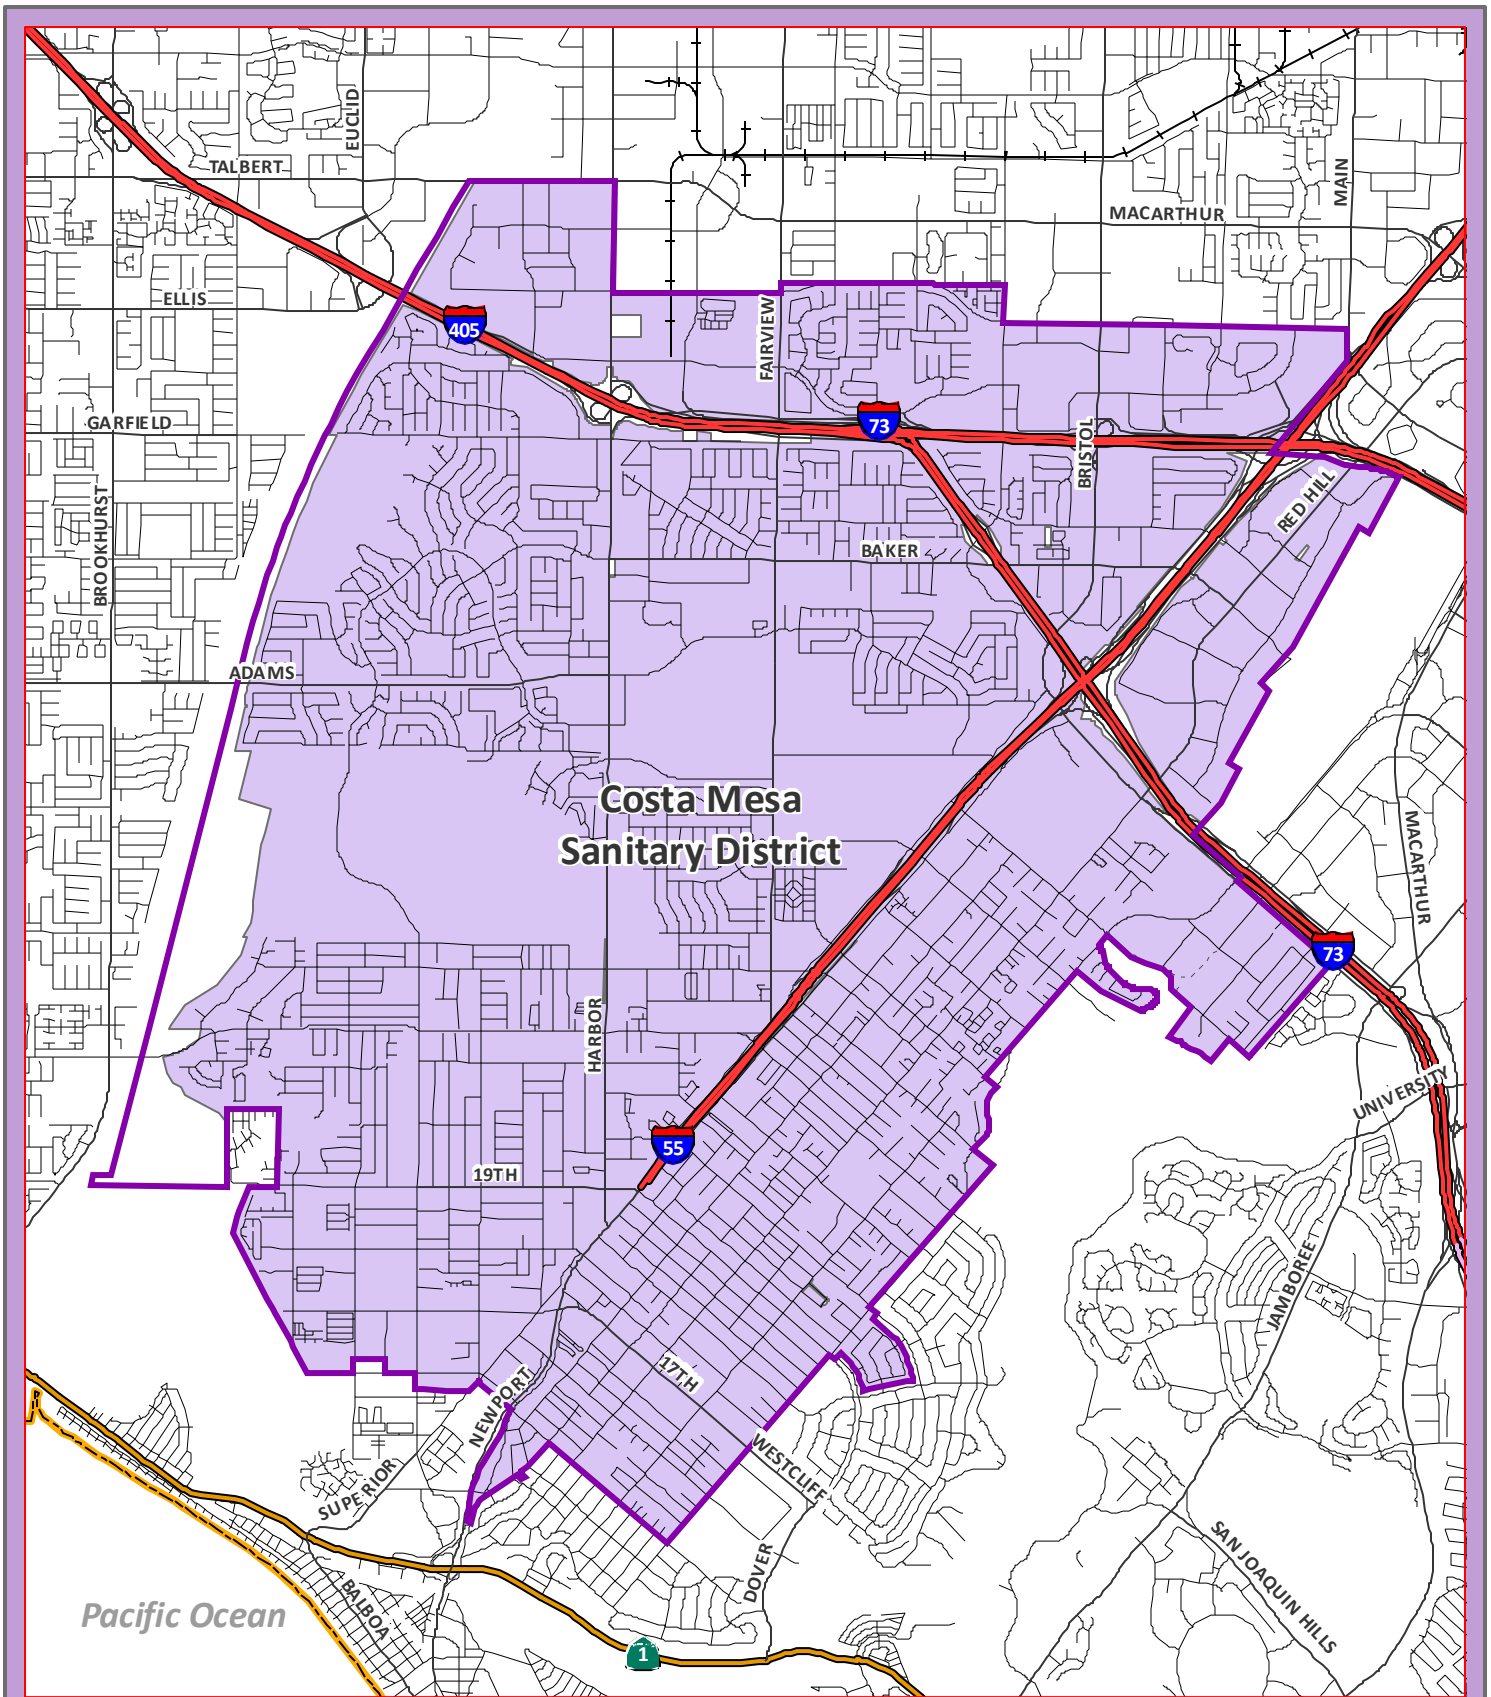 EUCLID
TALBERT
MAIN
MACARTHUR
ELLIS
405
FAIRVIEW
GARFIELD
73
BRISTOL
BROOKHURST
RED HILL
BAKER
ADAMS
Costa Mesa
Sanitary District
MACARTHUR
73
HARBOR
UNIVERSITY
55
19TH
JAMBOREE
17TH
NEWPORT
WESTCLIFF
SUPERIOR
SAN JOAQUIN HILLS
DOVER
BALBOA
Pacific Ocean
1